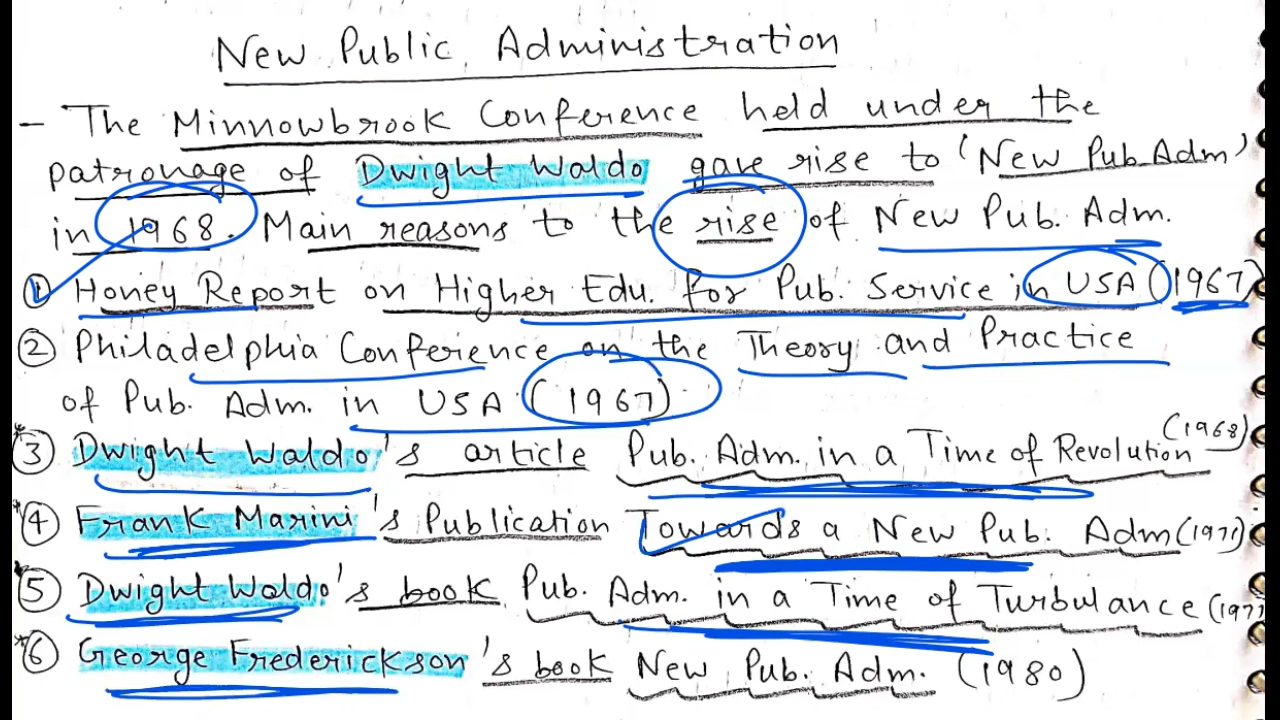 New Public Administration
- The Minnowbrook Conference held under the
patronage of Dwight Waldo gave rise to 'New Pub. Adm'
in 1968. Main reasons to the rise of New Pub. Adm.
① Honey Report on Higher Edu. for Pub. Service in USA (1967)
② Philadelphia Conference on the Theory and Practice
of Pub. Adm. in USA (1967).
*③ Dwight Waldo's article Pub. Adm. in a Time of Revolution (1968)
*④ Frank Marini's Publication Towards a New Pub. Adm (1971)
*⑤ Dwight Waldo's book Pub. Adm. in a Time of Turbulance (1971
*⑥ George Frederickson's book New Pub. Adm. (1980)